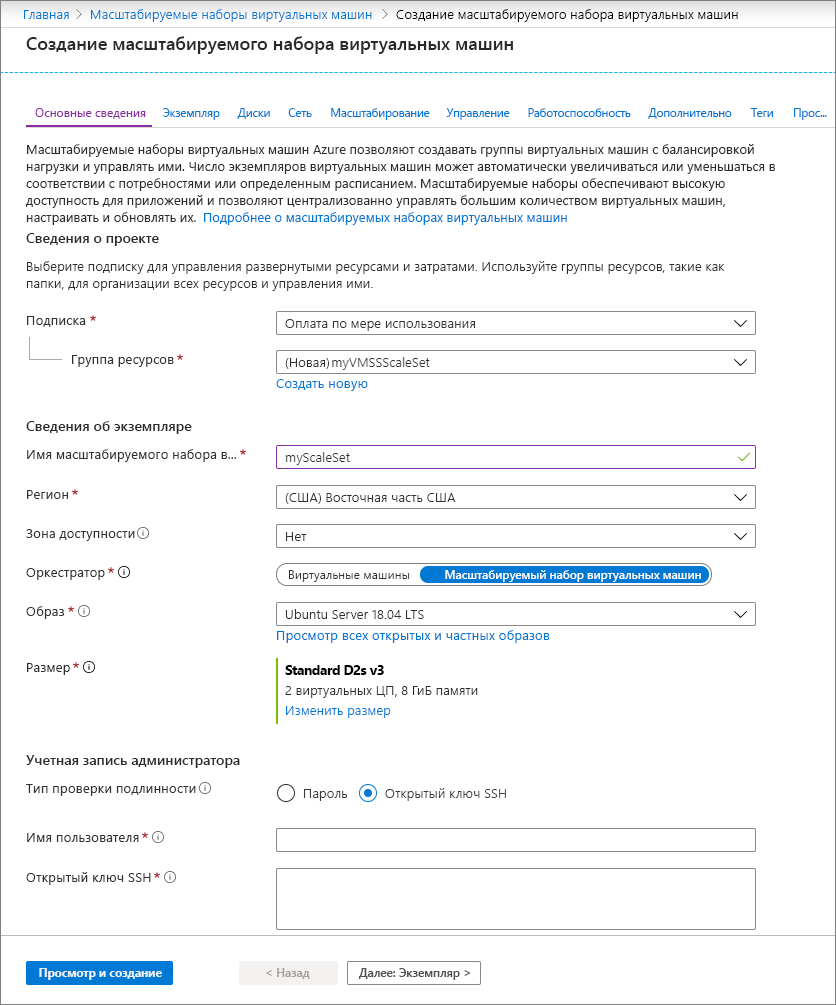 Главная > Масштабируемые наборы виртуальных машин > Создание масштабируемого набора виртуальных машин
Создание масштабируемого набора виртуальных машин
Основные сведения Экземпляр Диски Сеть Масштабирование Управление Работоспособность Дополнительно Теги Прос...
Масштабируемые наборы виртуальных машин Azure позволяют создавать группы виртуальных машин с балансировкой
нагрузки и управлять ими. Число экземпляров виртуальных машин может автоматически увеличиваться или уменьшаться в
соответствии с потребностями или определенным расписанием. Масштабируемые наборы обеспечивают высокую
доступность для приложений и позволяют централизованно управлять большим количеством виртуальных машин,
настраивать и обновлять их. Подробнее о масштабируемых наборах виртуальных машин
Сведения о проекте
Выберите подписку для управления развернутыми ресурсами и затратами. Используйте группы ресурсов, такие как
папки, для организации всех ресурсов и управления ими.
Подписка * Оплата по мере использования
Группа ресурсов * (Новая) myVMSSScaleSet
Создать новую
Сведения об экземпляре
Имя масштабируемого набора в... * myScaleSet
Регион * (США) Восточная часть США
Зона доступности Нет
Оркестратор * Виртуальные машины Масштабируемый набор виртуальных машин
Образ * Ubuntu Server 18.04 LTS
Просмотр всех открытых и частных образов
Размер * Standard D2s v3
2 виртуальных ЦП, 8 ГиБ памяти
Изменить размер
Учетная запись администратора
Тип проверки подлинности Пароль Открытый ключ SSH
Имя пользователя *
Открытый ключ SSH *
Просмотр и создание < Назад Далее: Экземпляр >